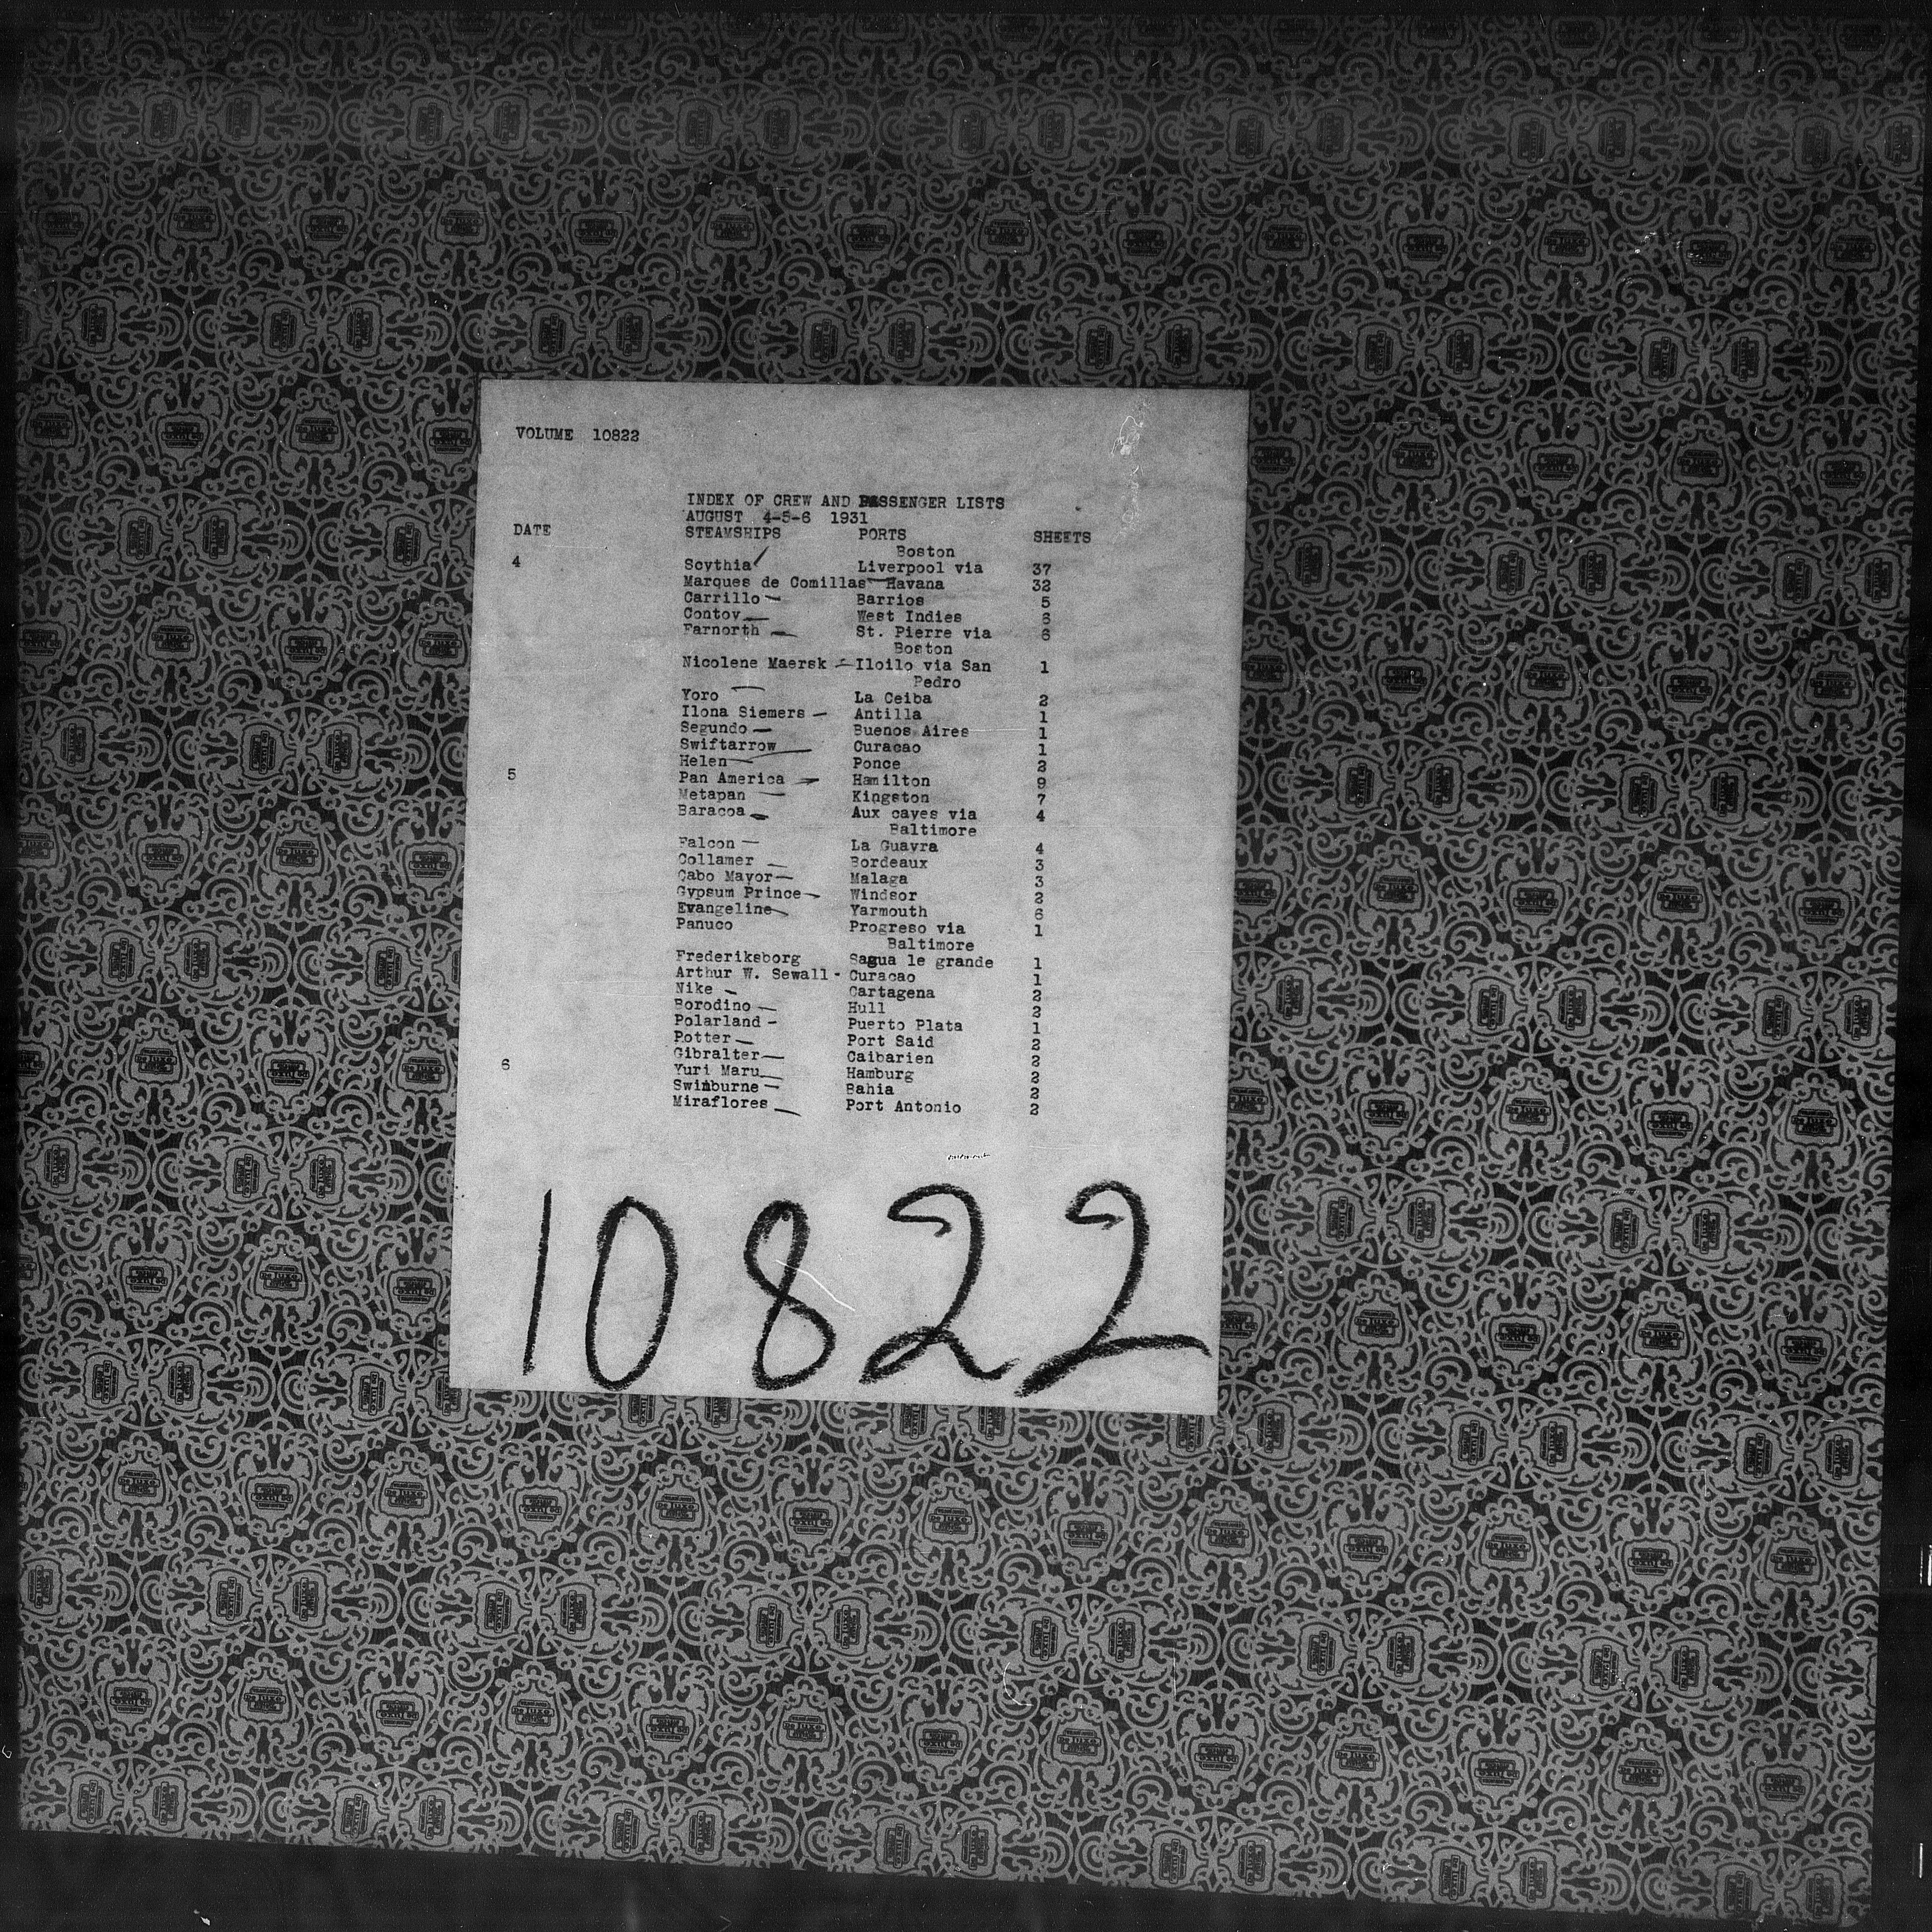 VOLUME 10822
INDEX OF CREW AND PASSENGER LISTS
AUGUST 4-5-6 1931
DATE STEAMSHIPS PORTS SHEETS
Boston
4 Scythia Liverpool via 37
Marques de Comillas Havana 32
Carrillo Barrios 5
Contoy West Indies 6
Farnorth St. Pierre via 6
Boston
Nicolene Maersk Iloilo via San 1
Pedro
Yoro La Ceiba 2
Ilona Siemers Antilla 1
Segundo Buenos Aires 1
Swiftarrow Curacao 1
Helen Ponce 2
5 Pan America Hamilton 9
Metapan Kingston 7
Baracoa Aux cayes via 4
Baltimore
Falcon La Guayra 4
Collamer Bordeaux 3
Cabo Mayor Malaga 3
Gypsum Prince Windsor 2
Evangeline Yarmouth 6
Panuco Progreso via 1
Baltimore
Frederiksborg Sagua le grande 1
Arthur W. Sewall - Curacao 1
Nike Cartagena 2
Borodino Hull 2
Polarland - Puerto Plata 1
Potter Port Said 2
6 Gibralter Caibarien 2
Yuri Maru Hamburg 2
Swinburne Bahia 2
Miraflores Port Antonio 2
10822